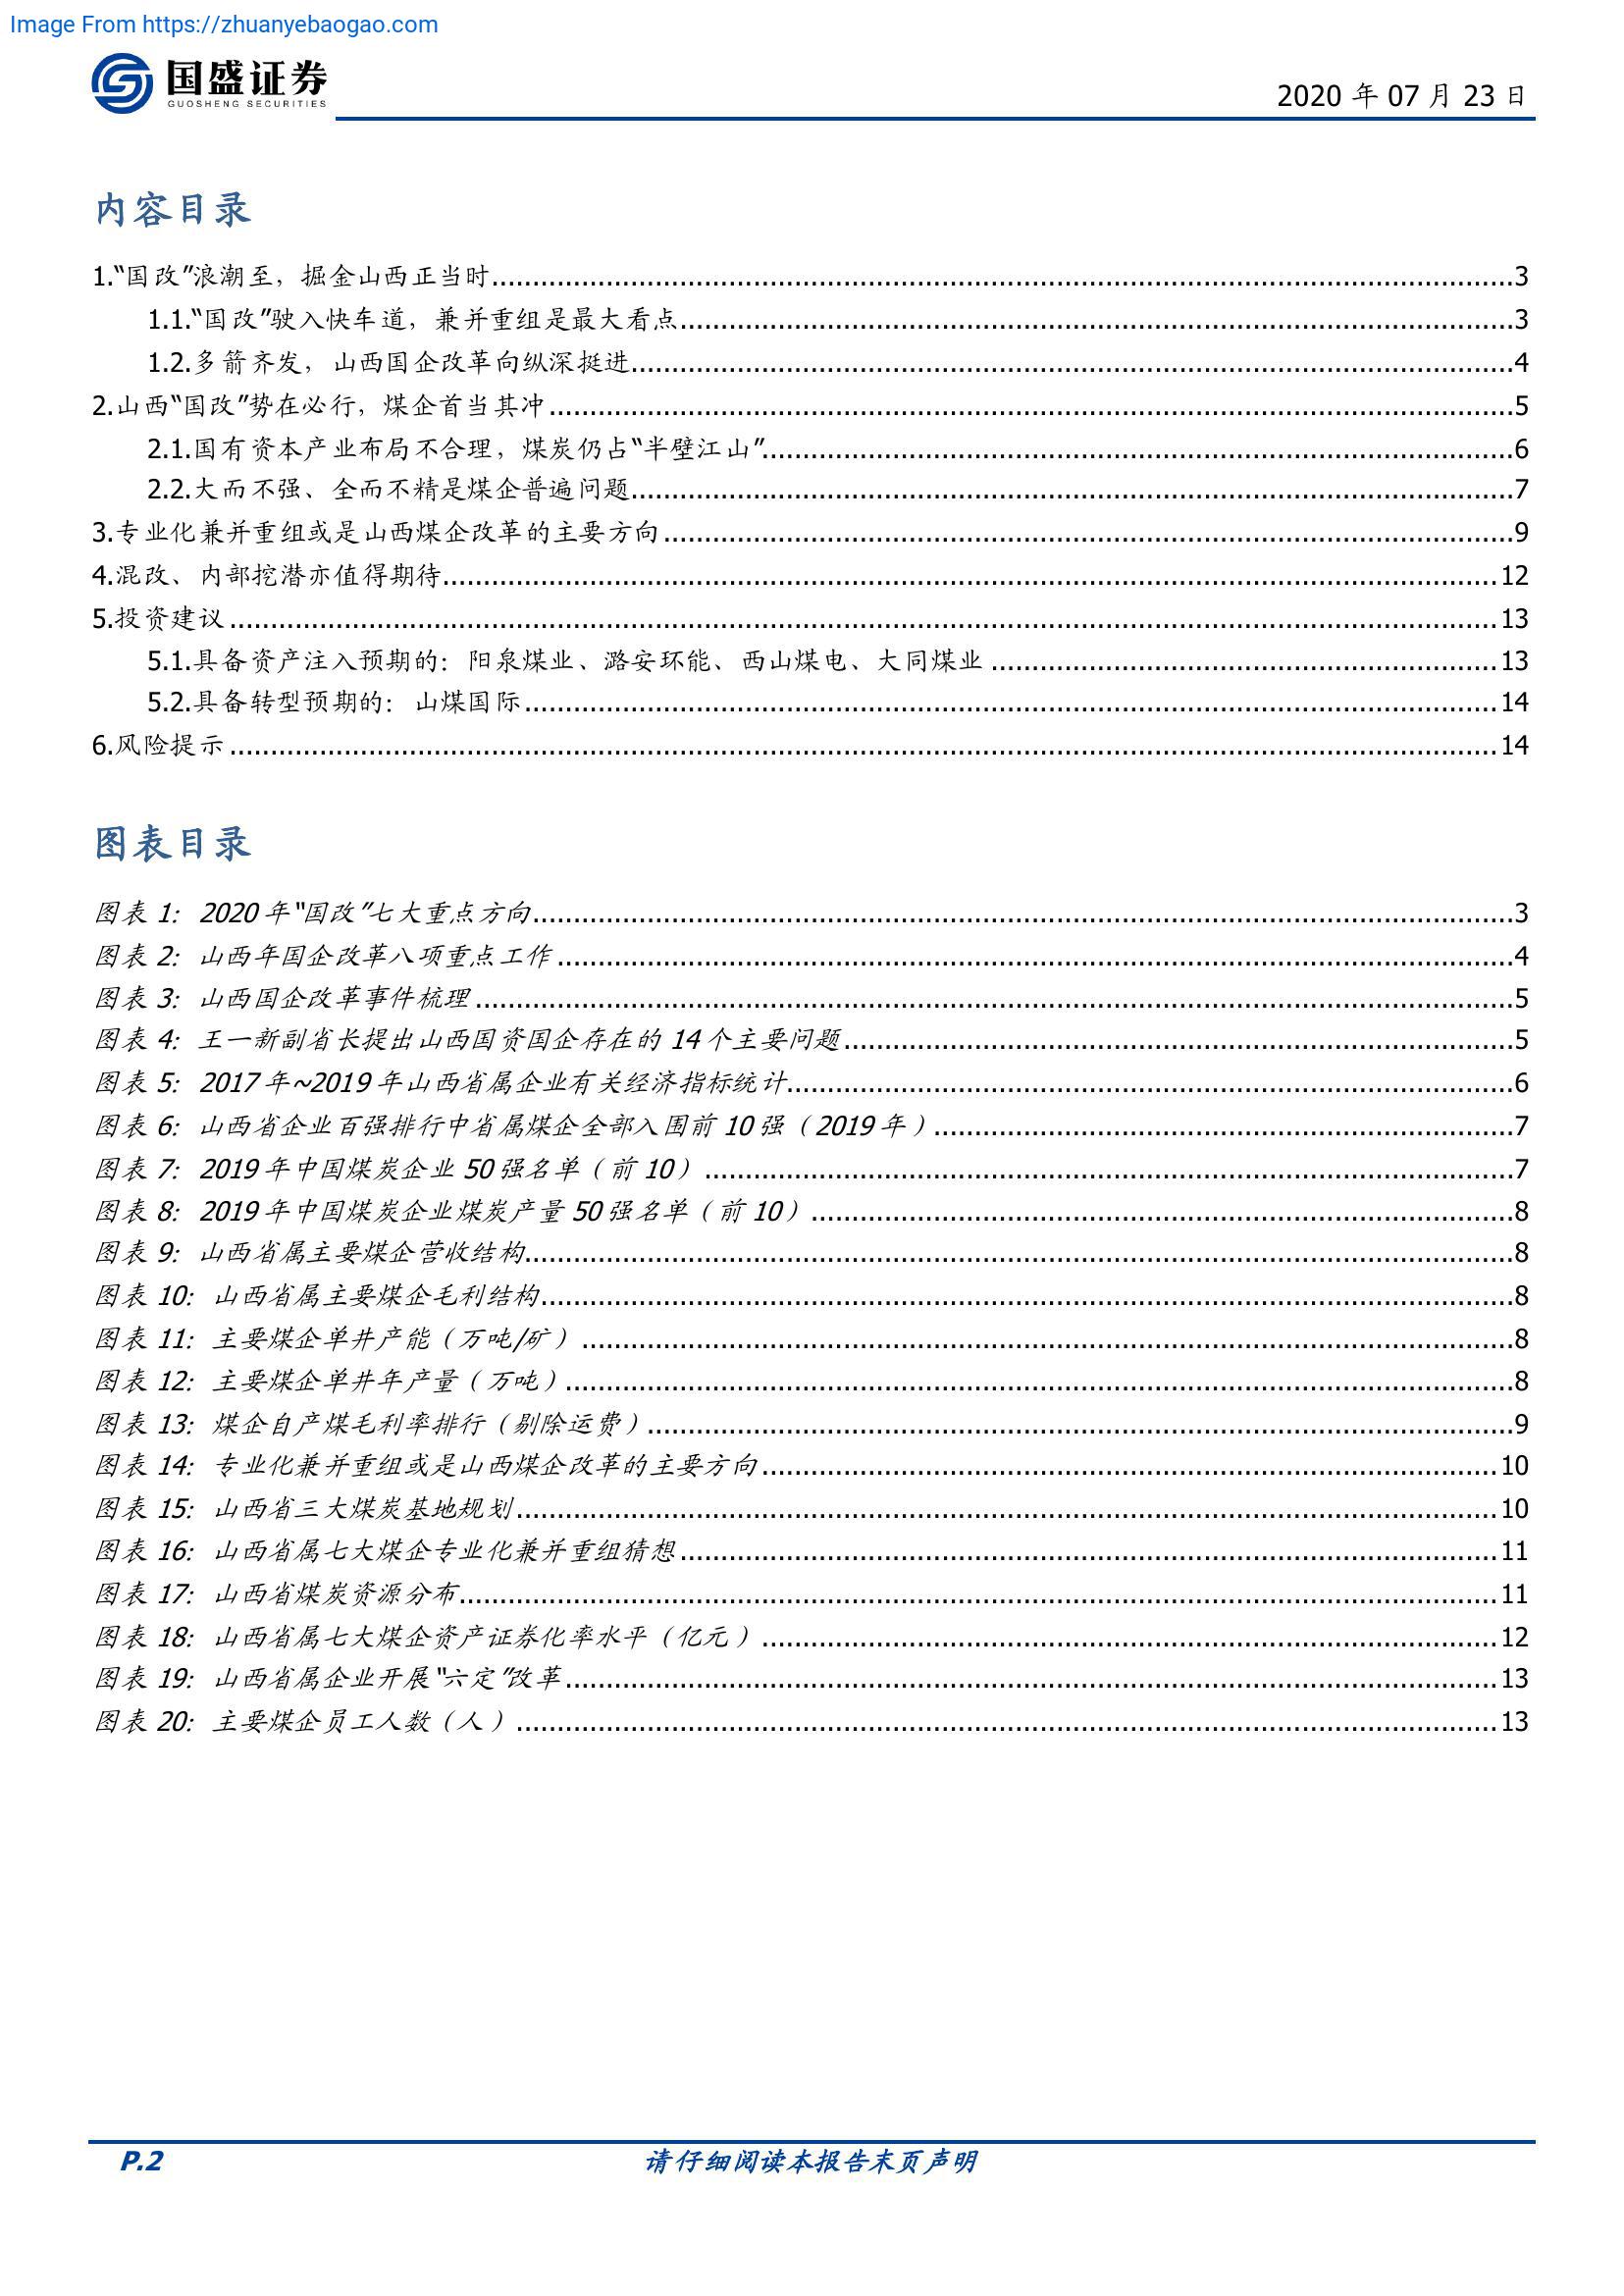 Image From https://zhuanyebaogao.com
国盛证券
GUOSHENG SECURITIES
2020 年 07 月 23 日
内容目录
1.“国改”浪潮至，掘金山西正当时 3
1.1.“国改”驶入快车道，兼并重组是最大看点 3
1.2.多箭齐发，山西国企改革向纵深挺进 4
2.山西“国改”势在必行，煤企首当其冲 5
2.1.国有资本产业布局不合理，煤炭仍占“半壁江山” 6
2.2.大而不强、全而不精是煤企普遍问题 7
3.专业化兼并重组或是山西煤企改革的主要方向 9
4.混改、内部挖潜亦值得期待 12
5.投资建议 13
5.1.具备资产注入预期的：阳泉煤业、潞安环能、西山煤电、大同煤业 13
5.2.具备转型预期的：山煤国际 14
6.风险提示 14
图表目录
图表 1：2020 年“国改”七大重点方向 3
图表 2：山西年国企改革八项重点工作 4
图表 3：山西国企改革事件梳理 5
图表 4：王一新副省长提出山西国资国企存在的 14 个主要问题 5
图表 5：2017 年~2019 年山西省属企业有关经济指标统计 6
图表 6：山西省企业百强排行中省属煤企全部入围前 10 强（2019 年） 7
图表 7：2019 年中国煤炭企业 50 强名单（前 10） 7
图表 8：2019 年中国煤炭企业煤炭产量 50 强名单（前 10） 8
图表 9：山西省属主要煤企营收结构 8
图表 10：山西省属主要煤企毛利结构 8
图表 11：主要煤企单井产能（万吨/矿） 8
图表 12：主要煤企单井年产量（万吨） 8
图表 13：煤企自产煤毛利率排行（剔除运费） 9
图表 14：专业化兼并重组或是山西煤企改革的主要方向 10
图表 15：山西省三大煤炭基地规划 10
图表 16：山西省属七大煤企专业化兼并重组猜想 11
图表 17：山西省煤炭资源分布 11
图表 18：山西省属七大煤企资产证券化率水平（亿元） 12
图表 19：山西省属企业开展“六定”改革 13
图表 20：主要煤企员工人数（人） 13
P.2
请仔细阅读本报告末页声明